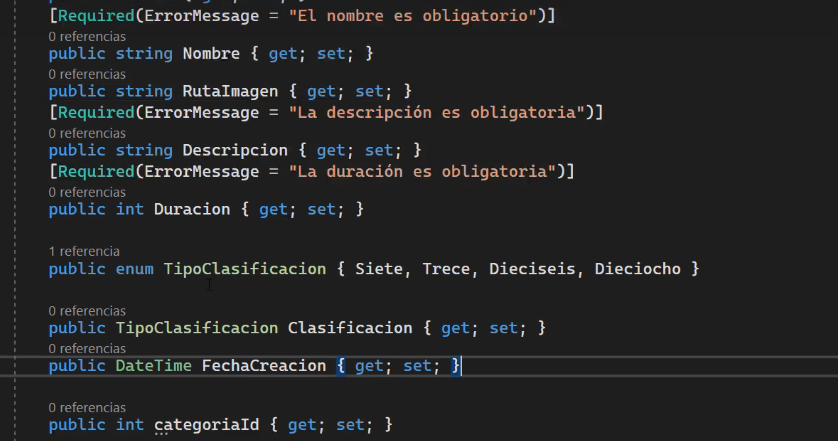 [Required(ErrorMessage = "El nombre es obligatorio")]
0 referencias
public string Nombre { get; set; }
0 referencias
public string RutaImagen { get; set; }
[Required(ErrorMessage = "La descripción es obligatoria")]
0 referencias
public string Descripcion { get; set; }
[Required(ErrorMessage = "La duración es obligatoria")]
0 referencias
public int Duracion { get; set; }
1 referencia
public enum TipoClasificacion { Siete, Trece, Dieciseis, Dieciocho }
0 referencias
public TipoClasificacion Clasificacion { get; set; }
0 referencias
public DateTime FechaCreacion { get; set; }
0 referencias
public int categoriaId { get; set; }